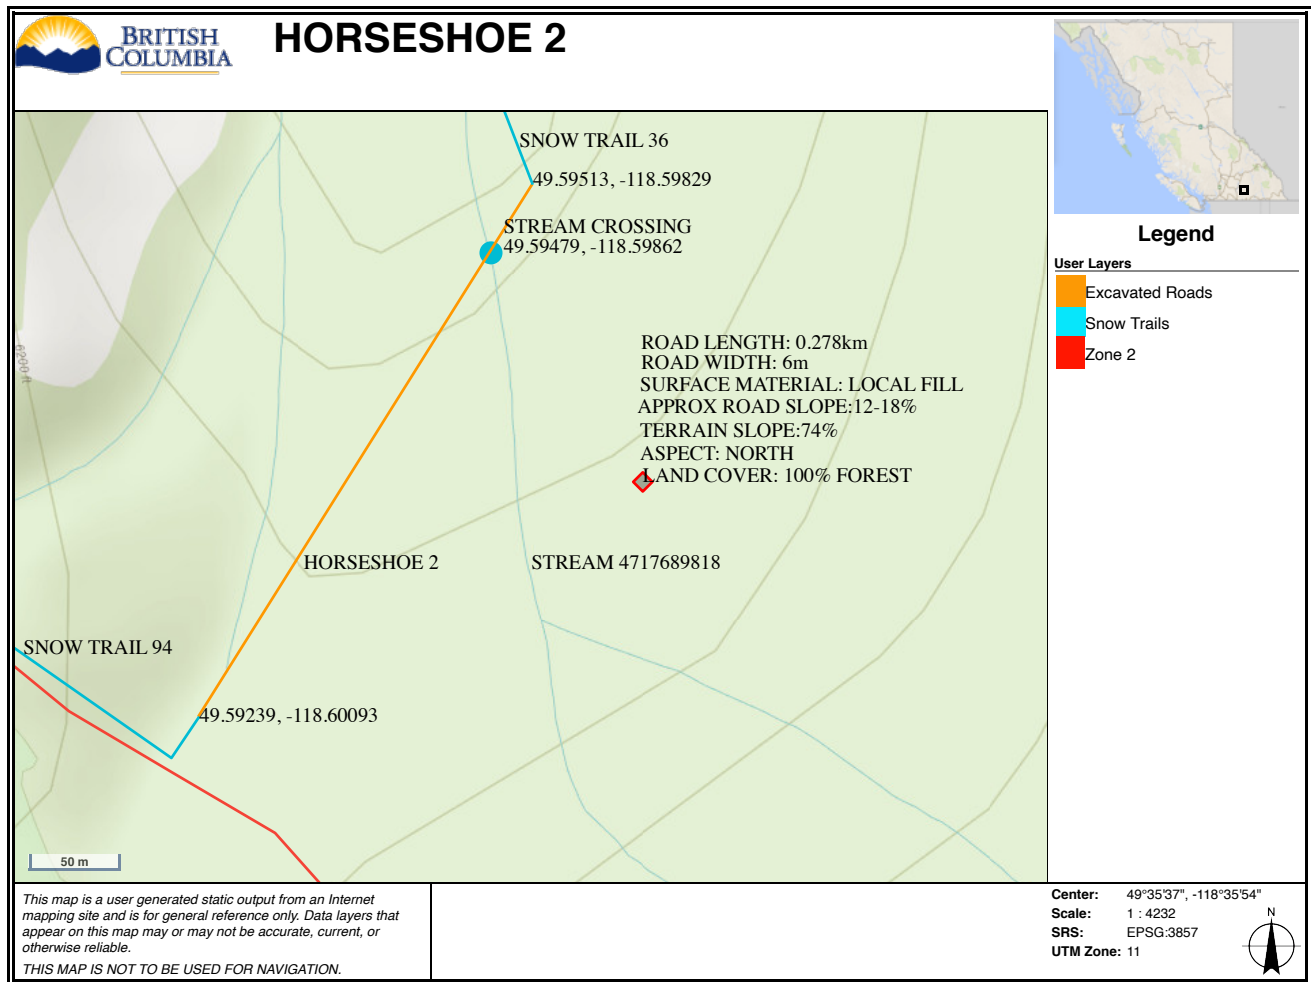 BRITISH
COLUMBIA
HORSESHOE 2
SNOW TRAIL 36
49.59513, -118.59829
STREAM CROSSING
49.59479, -118.59862
6200 ft
ROAD LENGTH: 0.278km
ROAD WIDTH: 6m
SURFACE MATERIAL: LOCAL FILL
APPROX ROAD SLOPE:12-18%
TERRAIN SLOPE:74%
ASPECT: NORTH
LAND COVER: 100% FOREST
HORSESHOE 2
STREAM 4717689818
SNOW TRAIL 94
49.59239, -118.60093
50 m
Legend
User Layers
Excavated Roads
Snow Trails
Zone 2
This map is a user generated static output from an Internet
mapping site and is for general reference only. Data layers that
appear on this map may or may not be accurate, current, or
otherwise reliable.
THIS MAP IS NOT TO BE USED FOR NAVIGATION.
Center: 49°35'37", -118°35'54"
Scale: 1 : 4232
SRS: EPSG:3857
UTM Zone: 11
N